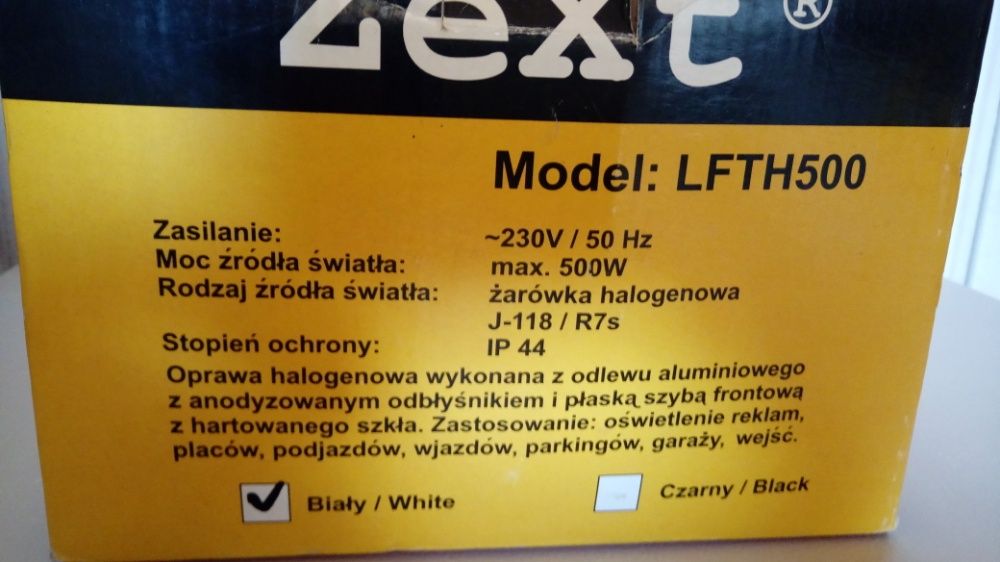 Zext®
Model: LFTH500
Zasilanie: ~230V / 50 Hz
Moc źródła światła: max. 500W
Rodzaj źródła światła: żarówka halogenowa
J-118 / R7s
Stopień ochrony: IP 44
Oprawa halogenowa wykonana z odlewu aluminiowego
z anodyzowanym odbłyśnikiem i płaską szybą frontową
z hartowanego szkła. Zastosowanie: oświetlenie reklam,
placów, podjazdów, wjazdów, parkingów, garaży, wejść.
Biały / White
Czarny / Black